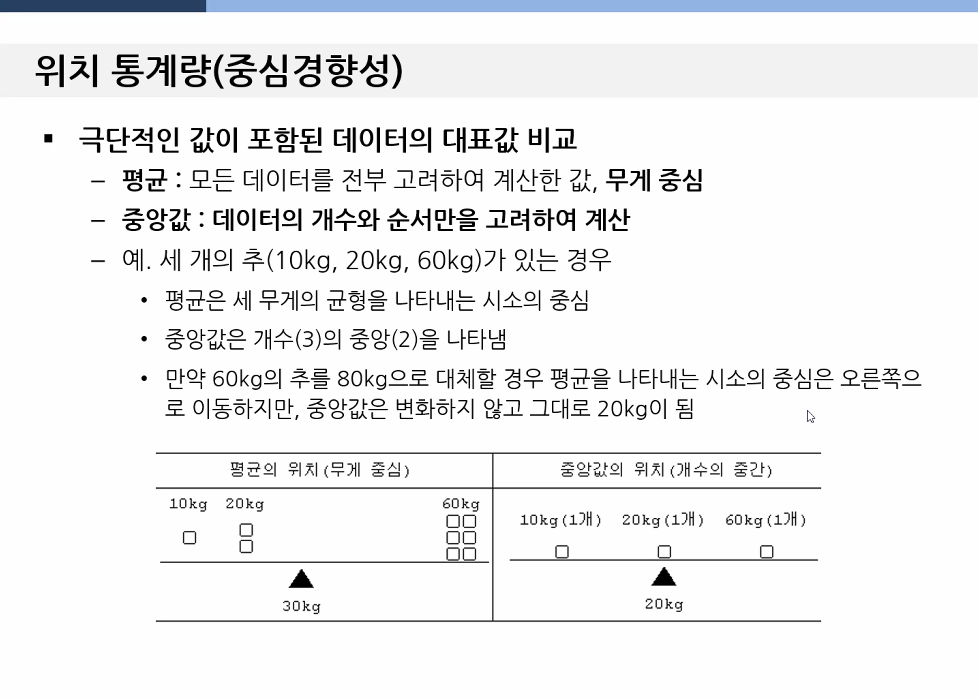 위치 통계량(중심경향성)
▪ 극단적인 값이 포함된 데이터의 대표값 비교
– 평균 : 모든 데이터를 전부 고려하여 계산한 값, 무게 중심
– 중앙값 : 데이터의 개수와 순서만을 고려하여 계산
– 예. 세 개의 추(10kg, 20kg, 60kg)가 있는 경우
• 평균은 세 무게의 균형을 나타내는 시소의 중심
• 중앙값은 개수(3)의 중앙(2)을 나타냄
• 만약 60kg의 추를 80kg으로 대체할 경우 평균을 나타내는 시소의 중심은 오른쪽으
로 이동하지만, 중앙값은 변화하지 않고 그대로 20kg이 됨
평균의 위치(무게 중심)
10kg 20kg 60kg
30kg
중앙값의 위치(개수의 중간)
10kg(1개) 20kg(1개) 60kg(1개)
20kg